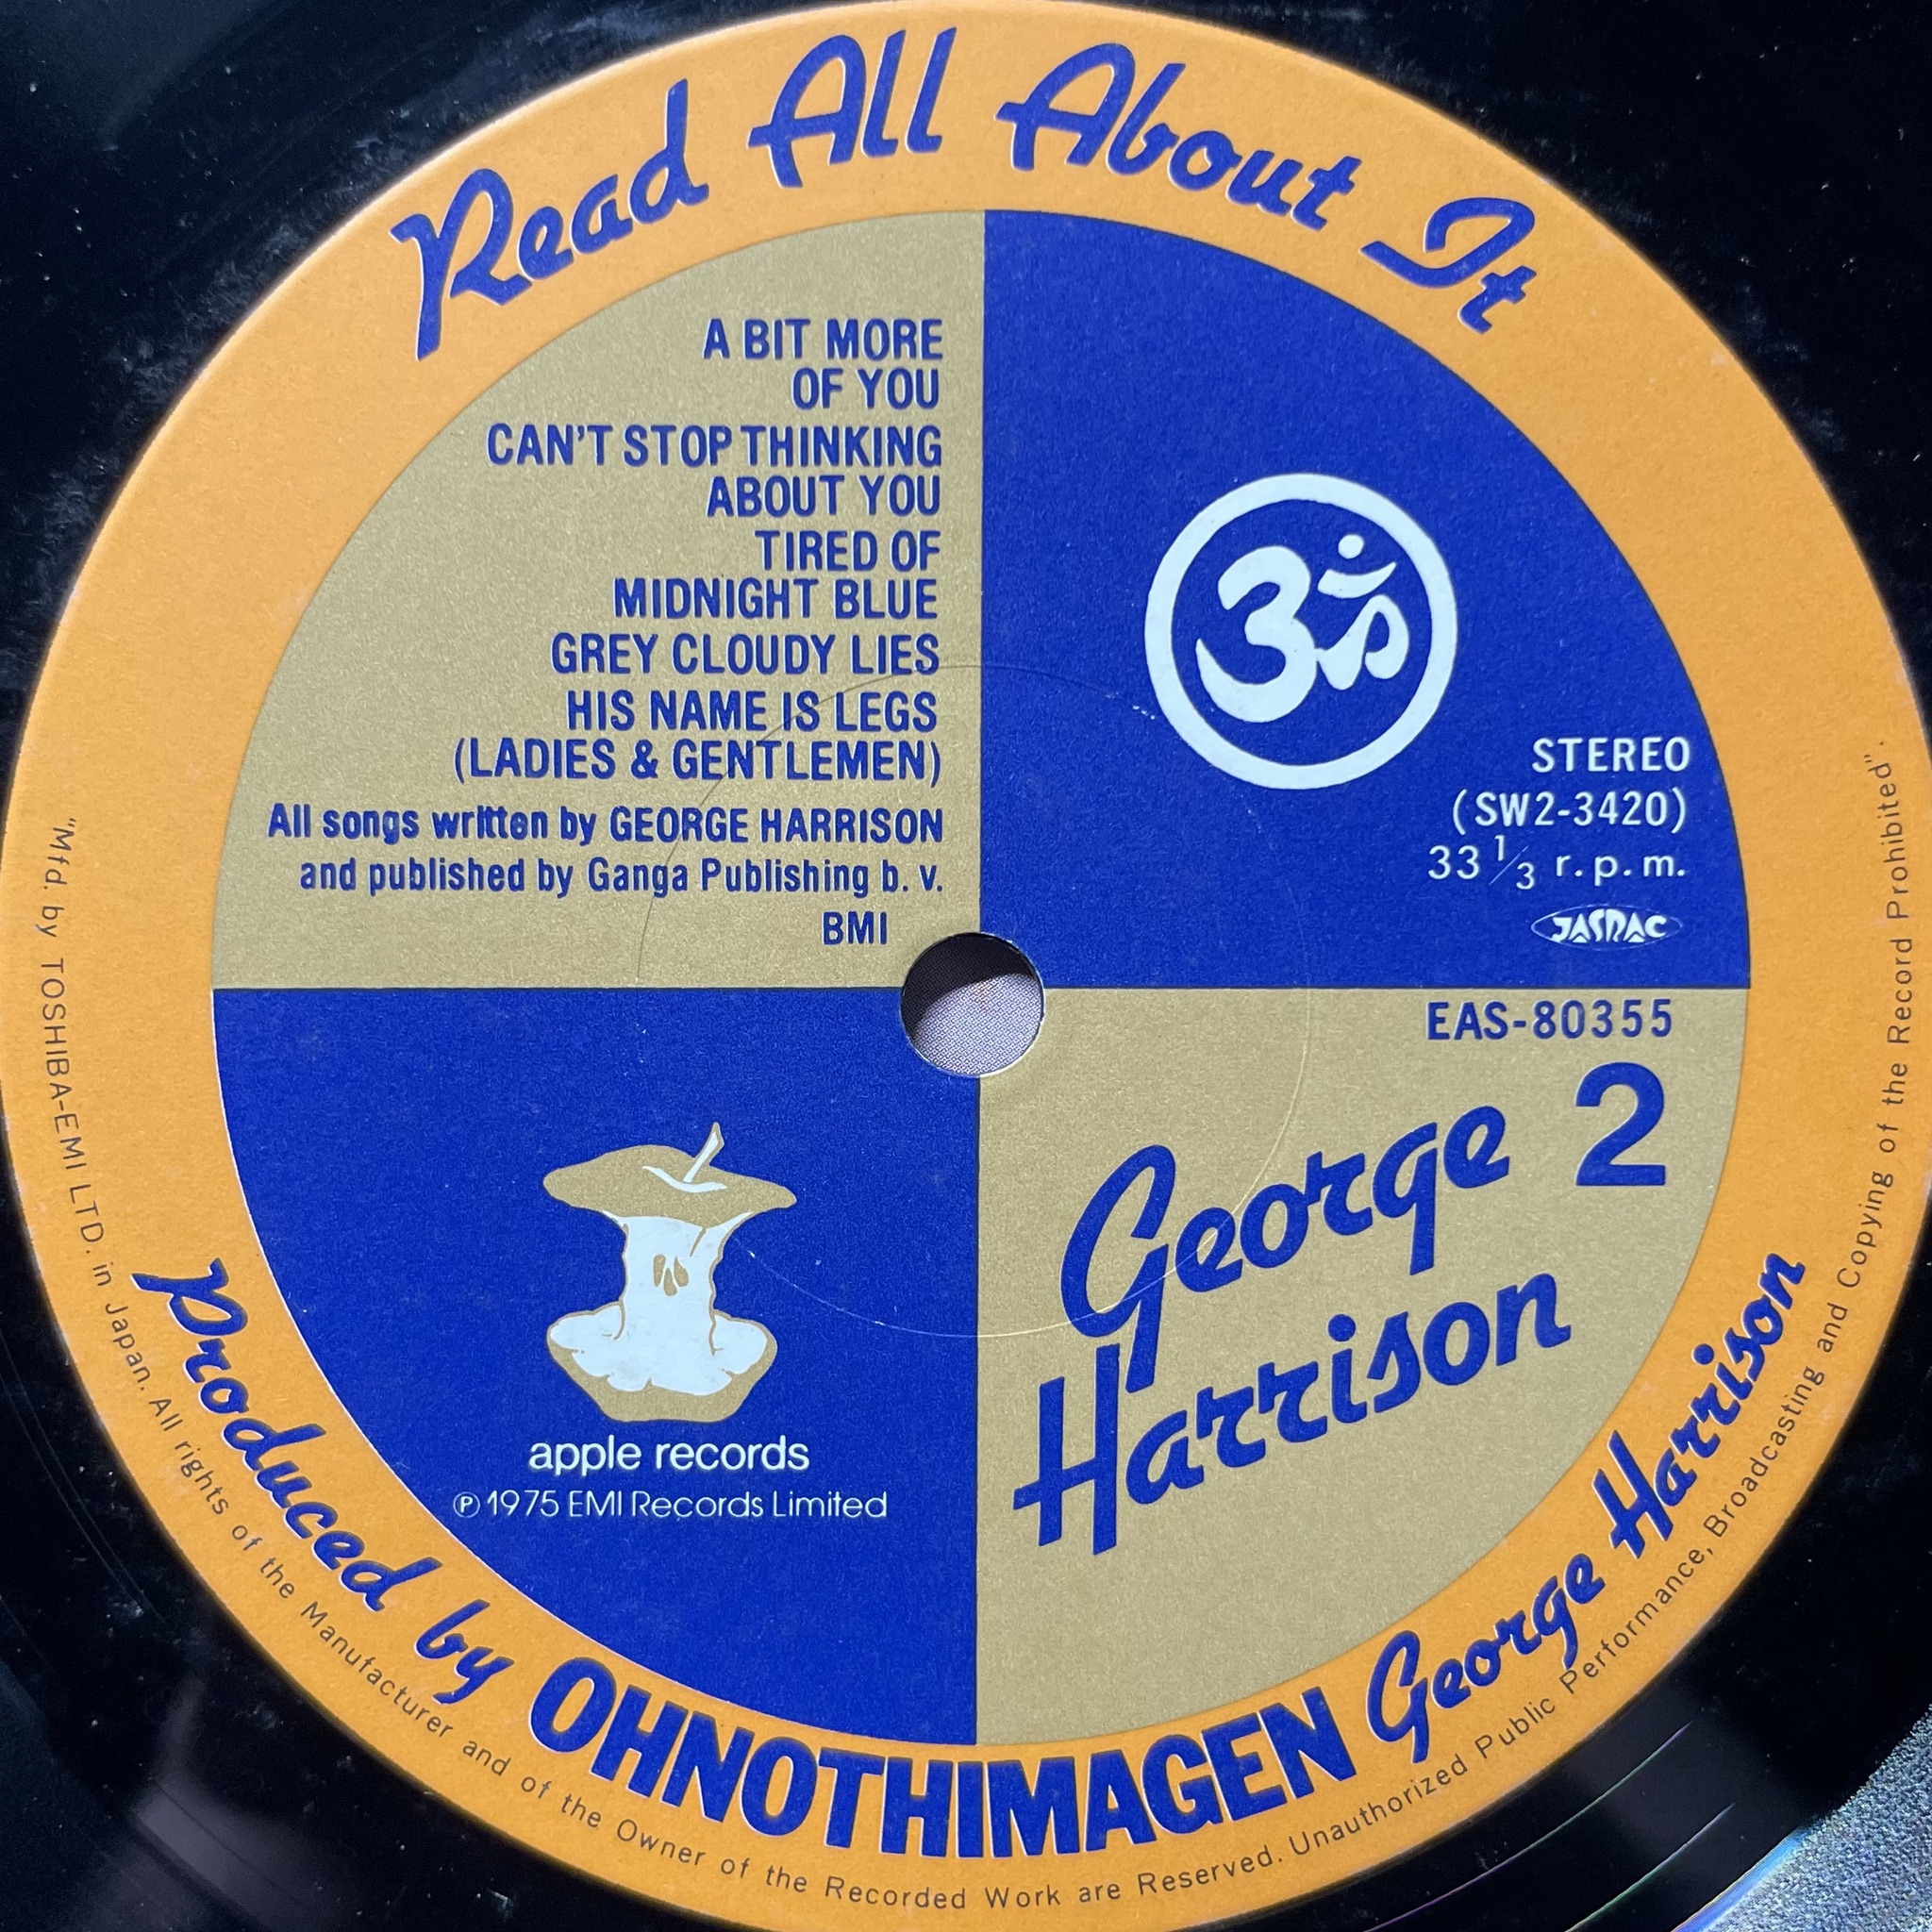 Read All About It
A BIT MORE
OF YOU
CAN'T STOP THINKING
ABOUT YOU
TIRED OF
MIDNIGHT BLUE
GREY CLOUDY LIES
HIS NAME IS LEGS
(LADIES & GENTLEMEN)
All songs written by GEORGE HARRISON
and published by Ganga Publishing b. v.
BMI
ॐ
STEREO
(SW2-3420)
33 1/3 r.p.m.
JASRAC
EAS-80355
2
George
Harrison
apple records
℗ 1975 EMI Records Limited
Produced by OHNOTHIMAGEN George Harrison
"Mfd. by TOSHIBA-EMI LTD. in Japan. All rights of the Manufacturer and of the Owner of the Recorded Work are Reserved. Unauthorized Public Performance, Broadcasting and Copying of the Record Prohibited".